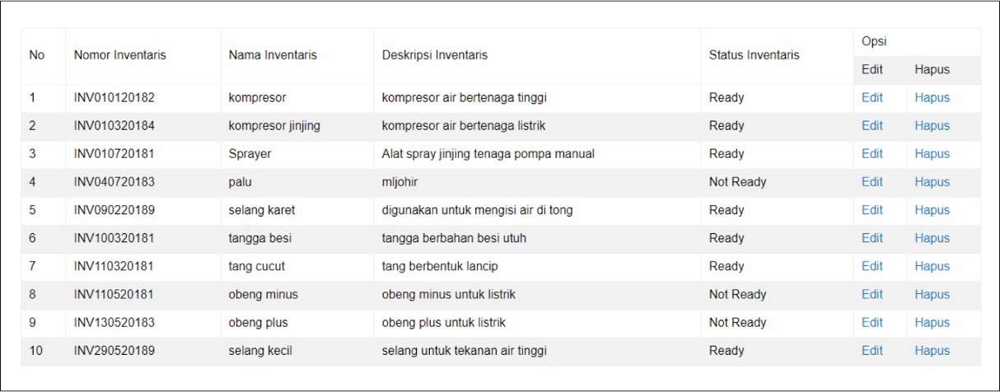 No Nomor Inventaris Nama Inventaris Deskripsi Inventaris Status Inventaris Opsi
Edit Hapus
1 INV010120182 kompresor kompresor air bertenaga tinggi Ready Edit Hapus
2 INV010320184 kompresor jinjing kompresor air bertenaga listrik Ready Edit Hapus
3 INV010720181 Sprayer Alat spray jinjing tenaga pompa manual Ready Edit Hapus
4 INV040720183 palu mljohir Not Ready Edit Hapus
5 INV090220189 selang karet digunakan untuk mengisi air di tong Ready Edit Hapus
6 INV100320181 tangga besi tangga berbahan besi utuh Ready Edit Hapus
7 INV110320181 tang cucut tang berbentuk lancip Ready Edit Hapus
8 INV110520181 obeng minus obeng minus untuk listrik Not Ready Edit Hapus
9 INV130520183 obeng plus obeng plus untuk listrik Not Ready Edit Hapus
10 INV290520189 selang kecil selang untuk tekanan air tinggi Ready Edit Hapus